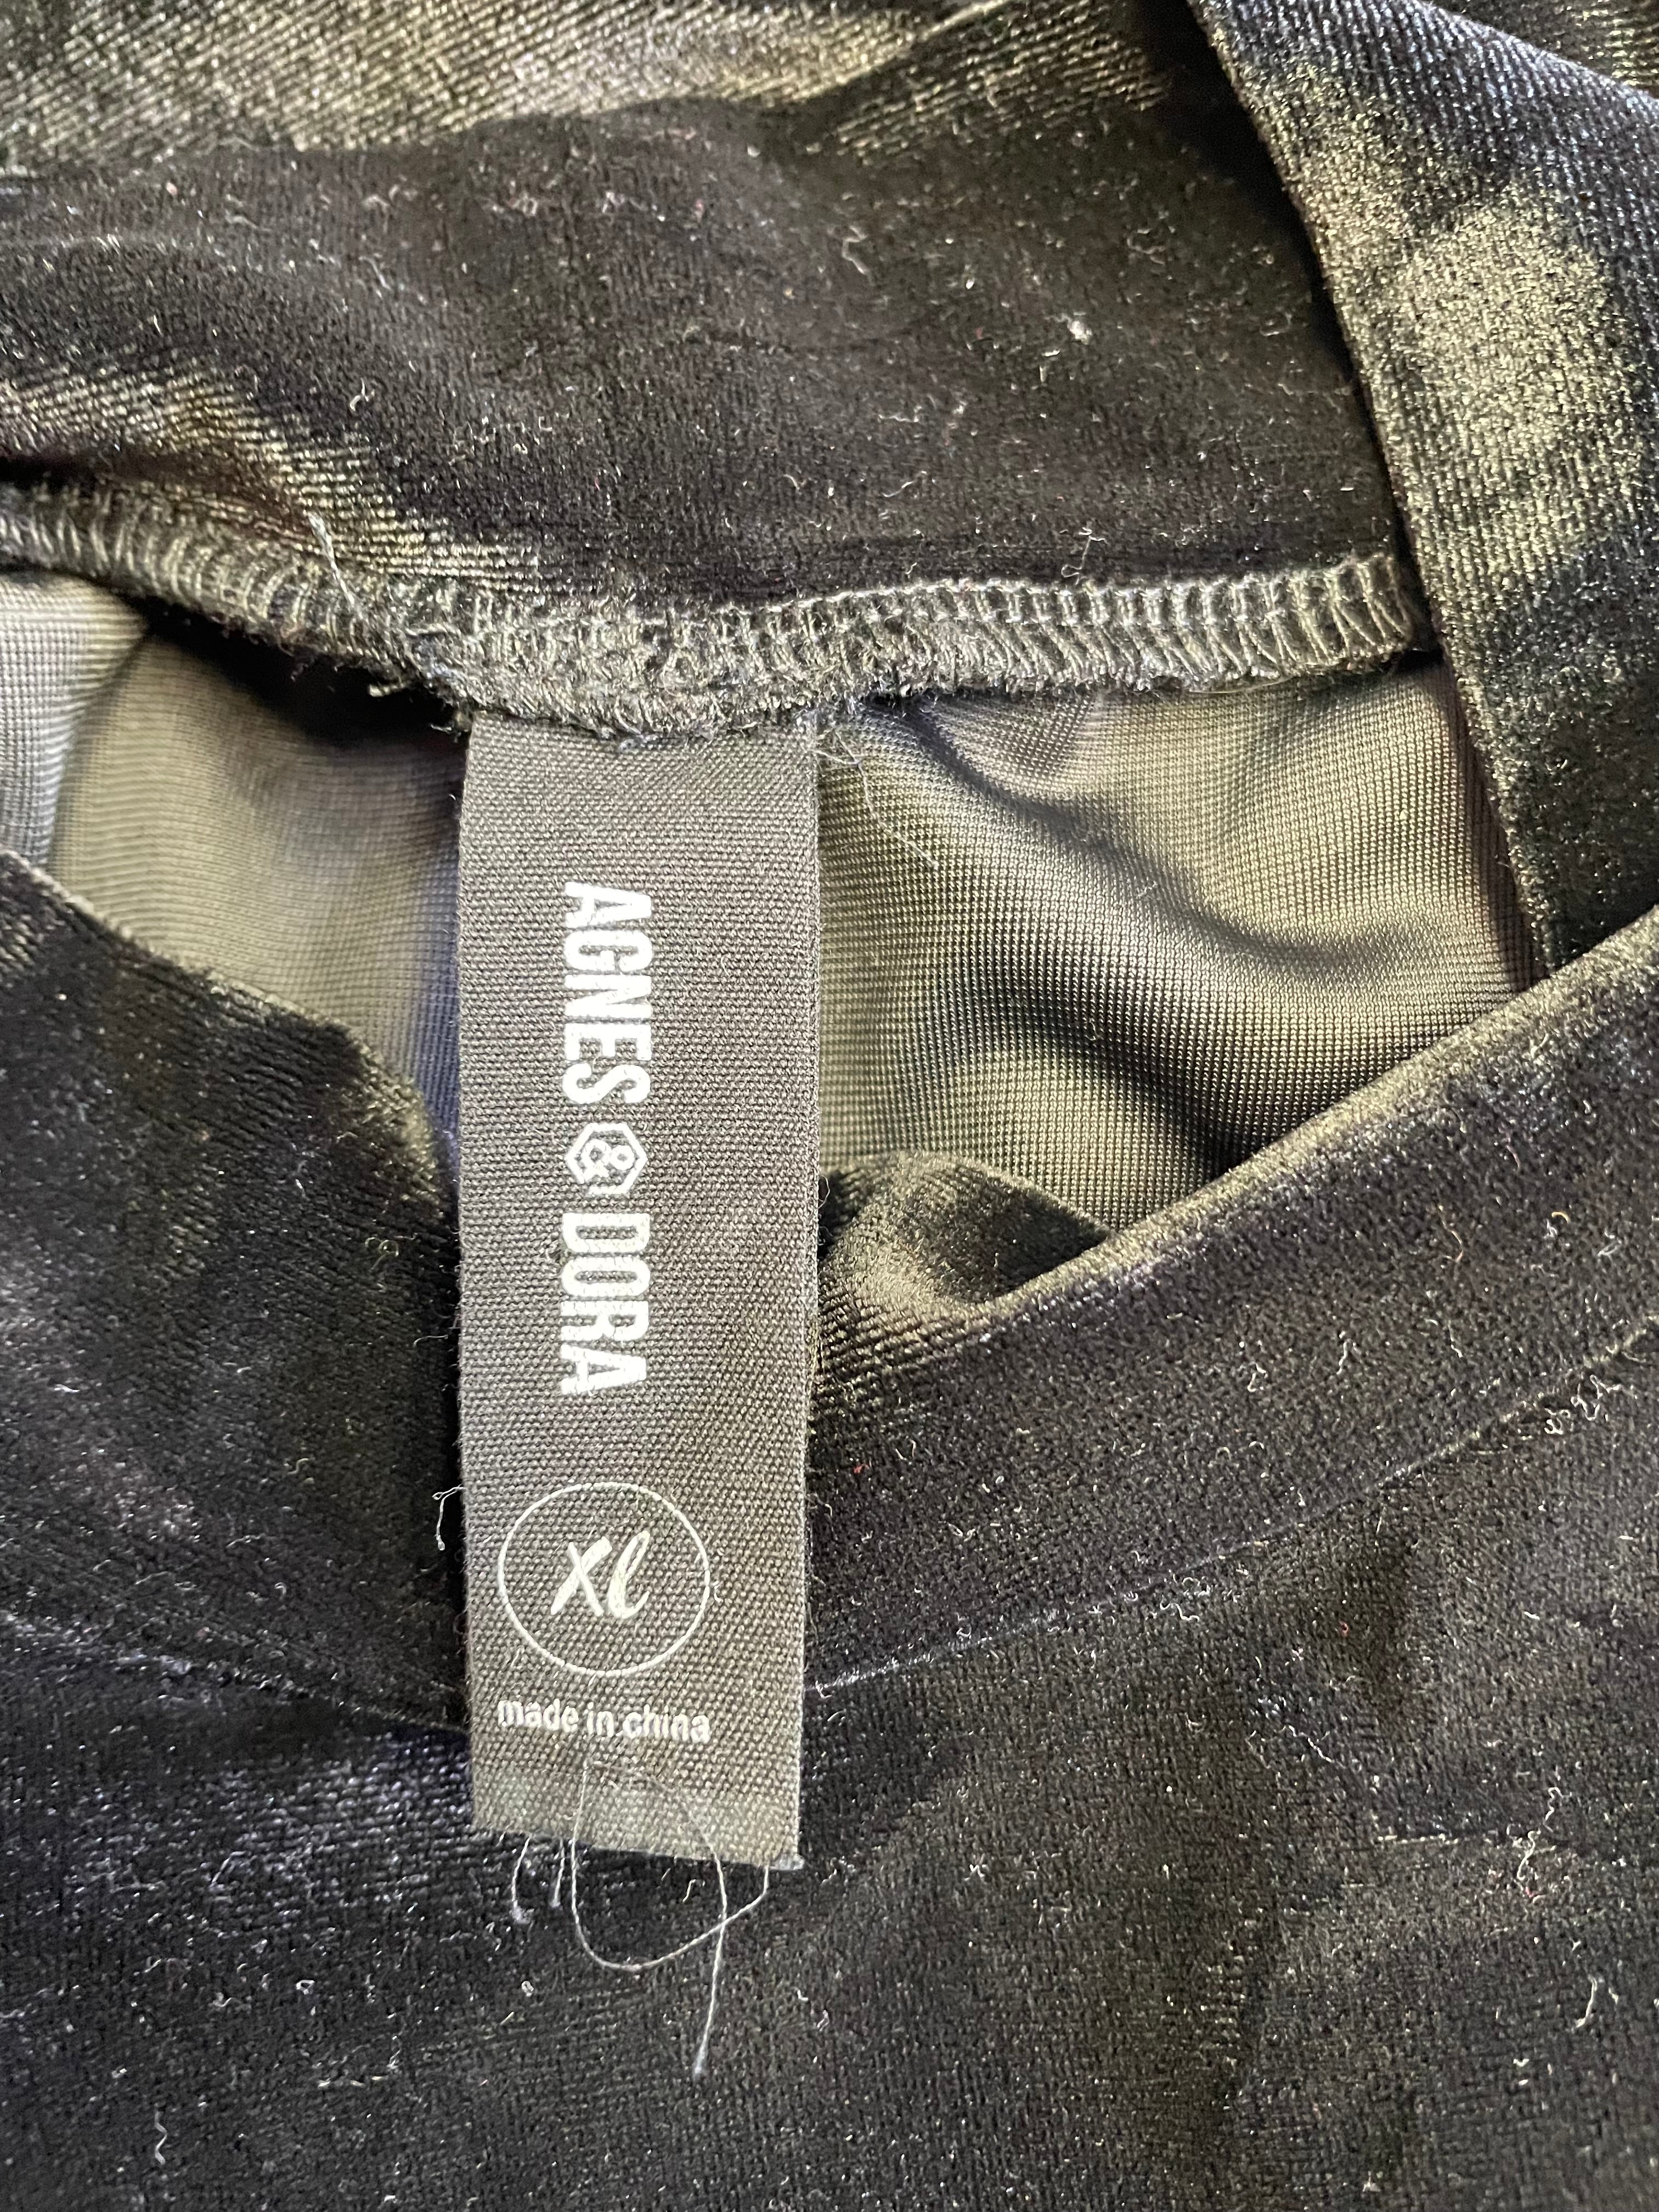 AGNES & DORA
xl
made in china